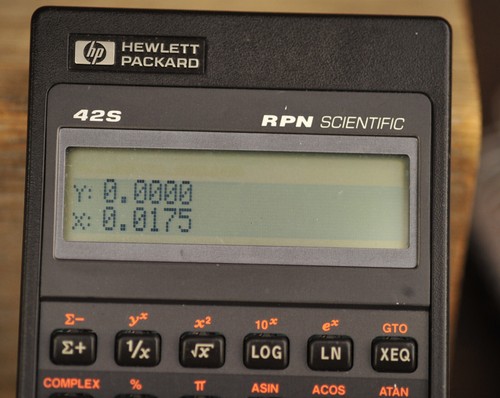 hp HEWLETT
PACKARD
42S RPN SCIENTIFIC
Y: 0.0000
X: 0.0175
Σ- yˣ x² 10ˣ eˣ GTO
Σ+ 1/x √x LOG LN XEQ
COMPLEX % π ASIN ACOS ATAN